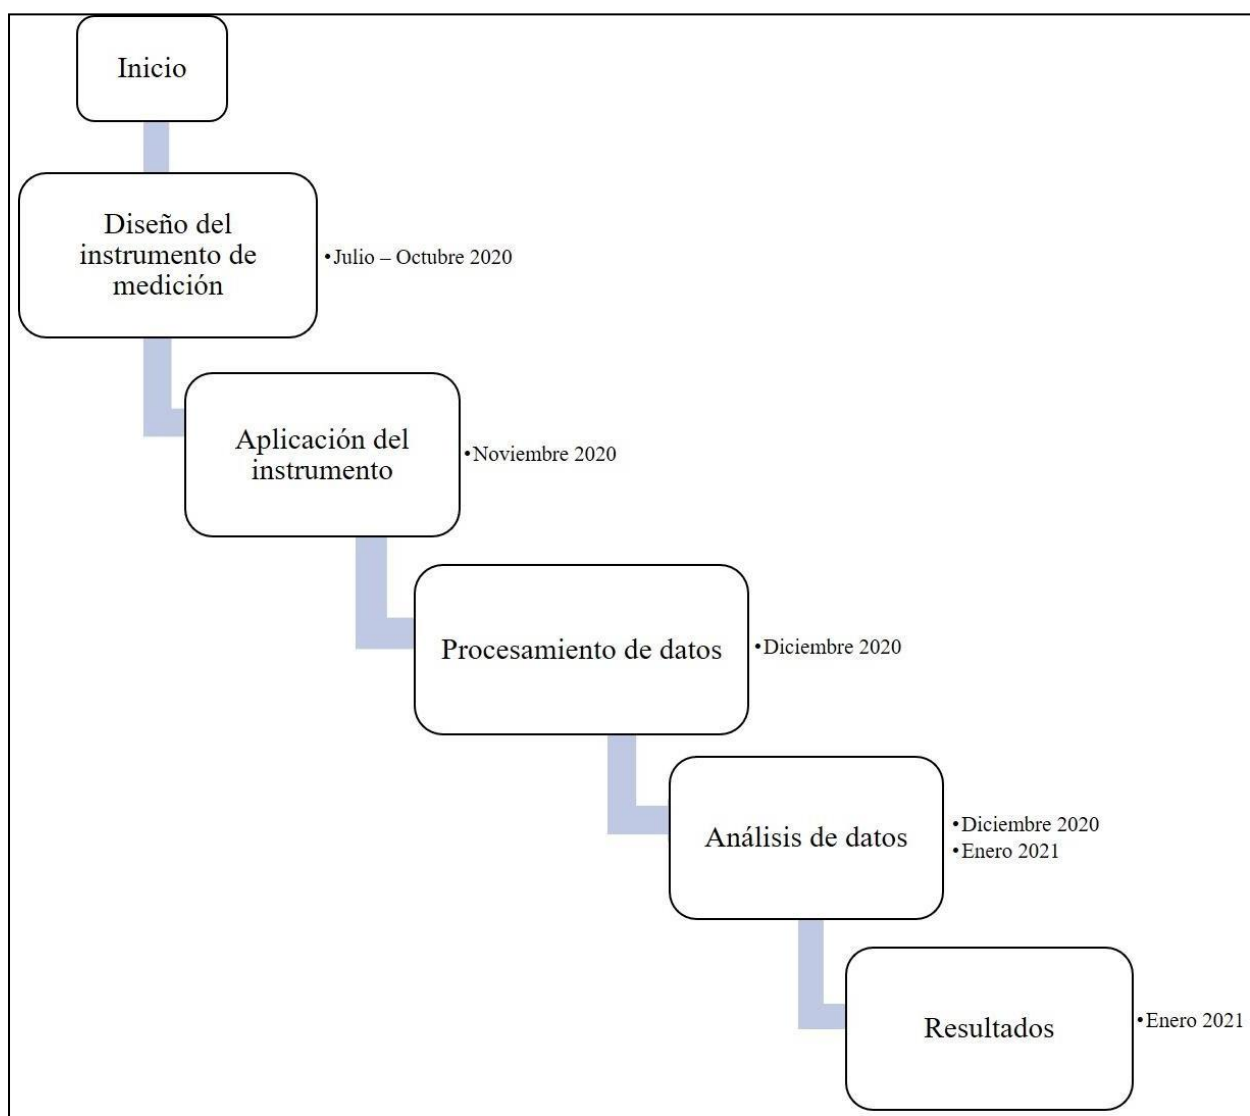 Inicio
Diseño del
instrumento de
medición
•Julio – Octubre 2020
Aplicación del
instrumento
•Noviembre 2020
Procesamiento de datos
•Diciembre 2020
Análisis de datos
•Diciembre 2020
•Enero 2021
Resultados
•Enero 2021